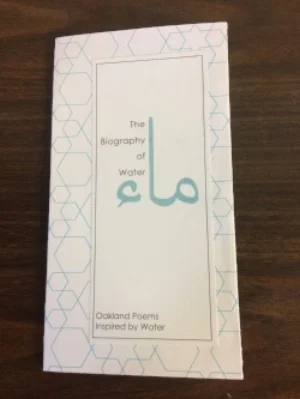 The
Biography
of
Water
ماء
Oakland Poems
Inspired by Water